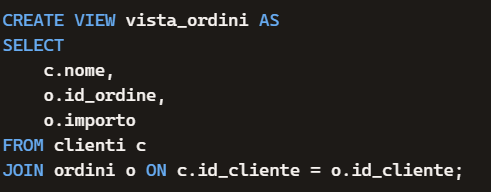 CREATE VIEW vista_ordini AS
SELECT
    c.nome,
    o.id_ordine,
    o.importo
FROM clienti c
JOIN ordini o ON c.id_cliente = o.id_cliente;